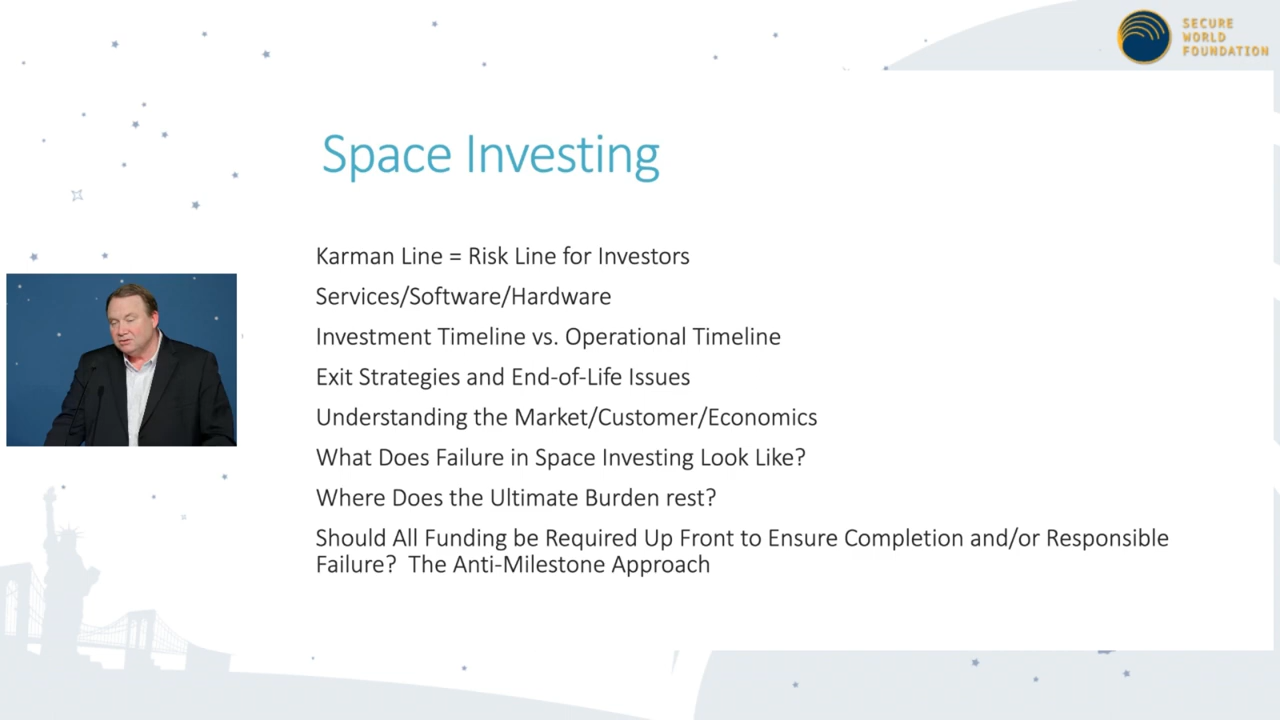 SECURE
WORLD
FOUNDATION
Space Investing
Karman Line = Risk Line for Investors
Services/Software/Hardware
Investment Timeline vs. Operational Timeline
Exit Strategies and End-of-Life Issues
Understanding the Market/Customer/Economics
What Does Failure in Space Investing Look Like?
Where Does the Ultimate Burden rest?
Should All Funding be Required Up Front to Ensure Completion and/or Responsible
Failure?  The Anti-Milestone Approach